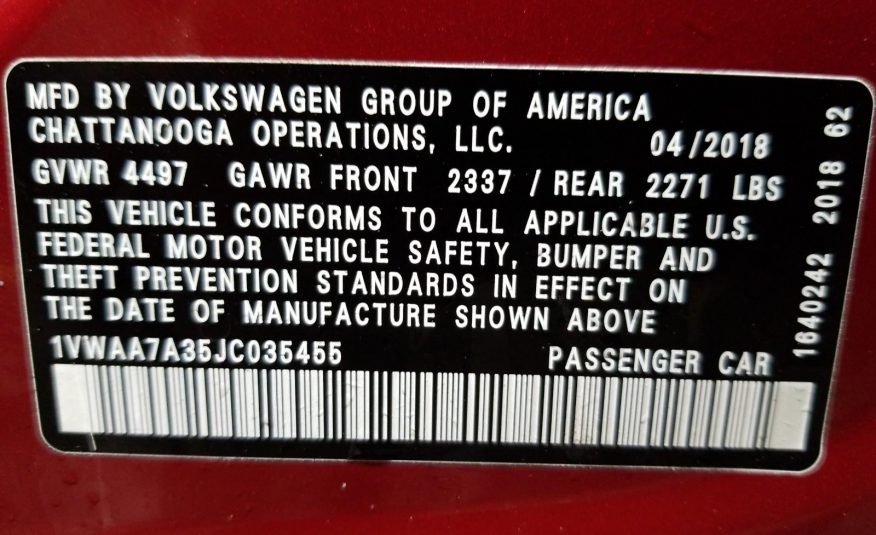 MFD BY VOLKSWAGEN GROUP OF AMERICA
CHATTANOOGA OPERATIONS, LLC. 04/2018
GVWR 4497 GAWR FRONT 2337 / REAR 2271 LBS
THIS VEHICLE CONFORMS TO ALL APPLICABLE U.S.
FEDERAL MOTOR VEHICLE SAFETY, BUMPER AND
THEFT PREVENTION STANDARDS IN EFFECT ON
THE DATE OF MANUFACTURE SHOWN ABOVE
1VWAA7A35JC035455 PASSENGER CAR
1640242 2018 62